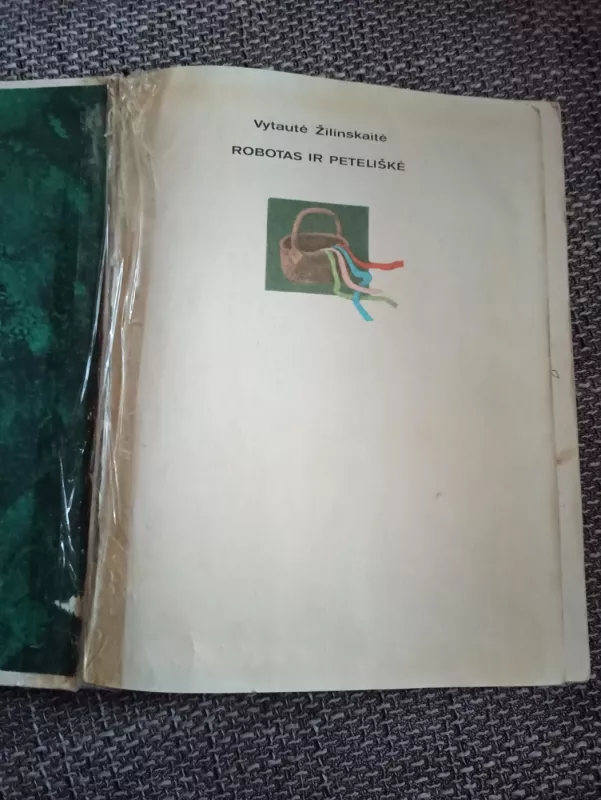 Vytautė Žilinskaitė
ROBOTAS IR PETELIŠKĖ